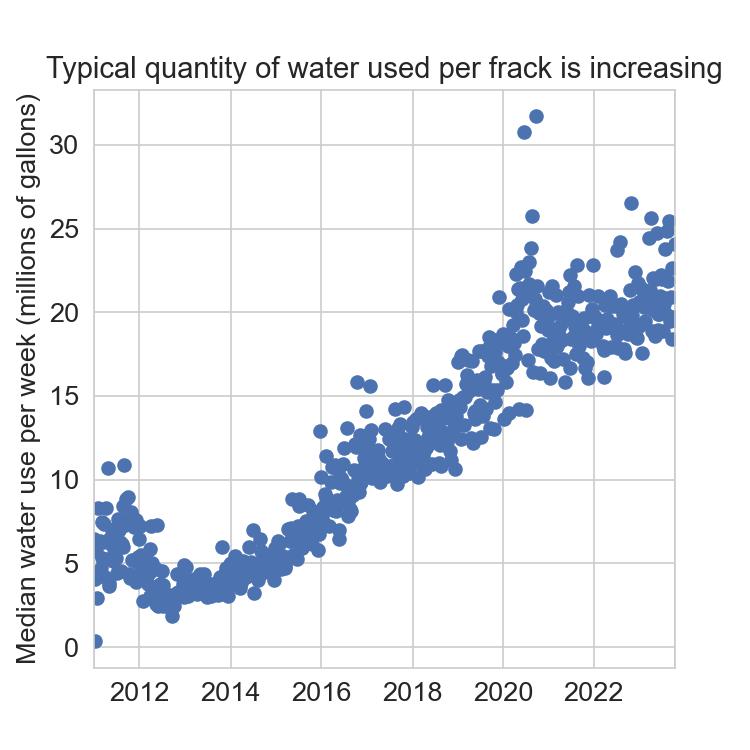 Typical quantity of water used per frack is increasing
Median water use per week (millions of gallons)
30
25
20
15
10
5
0
2012 2014 2016 2018 2020 2022